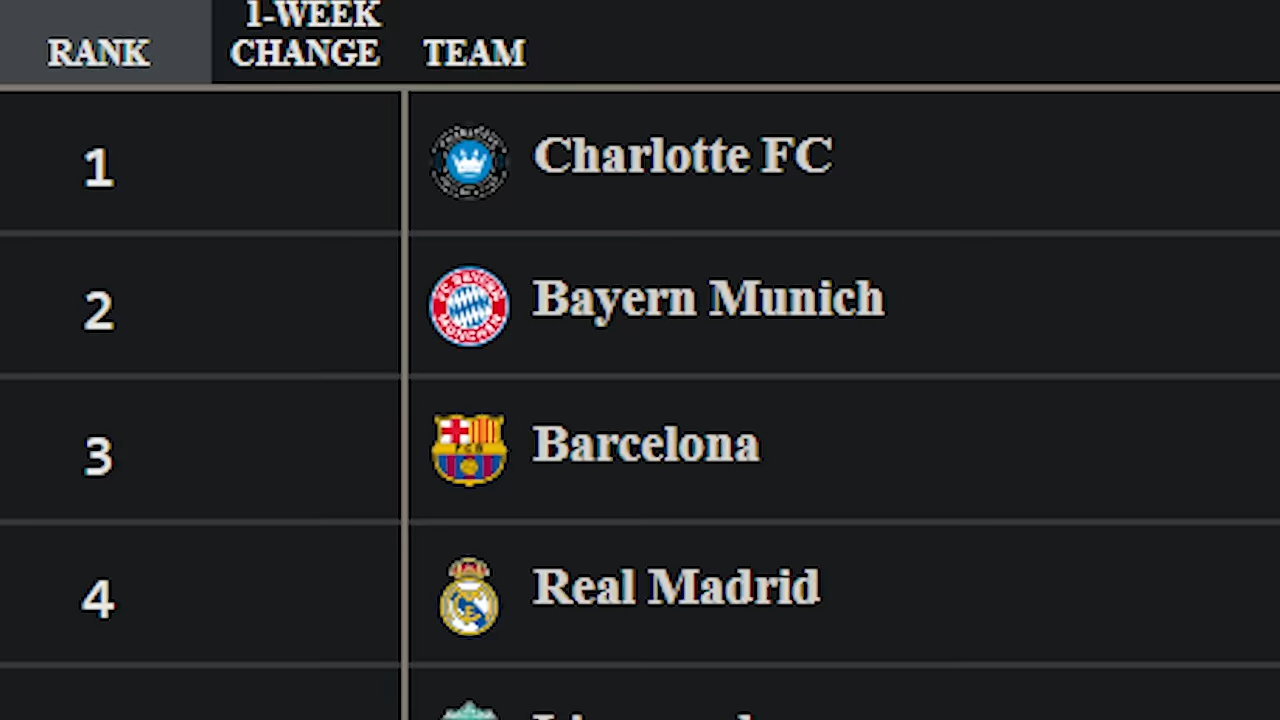 1-WEEK
RANK CHANGE TEAM
1 Charlotte FC
2 Bayern Munich
3 Barcelona
4 Real Madrid